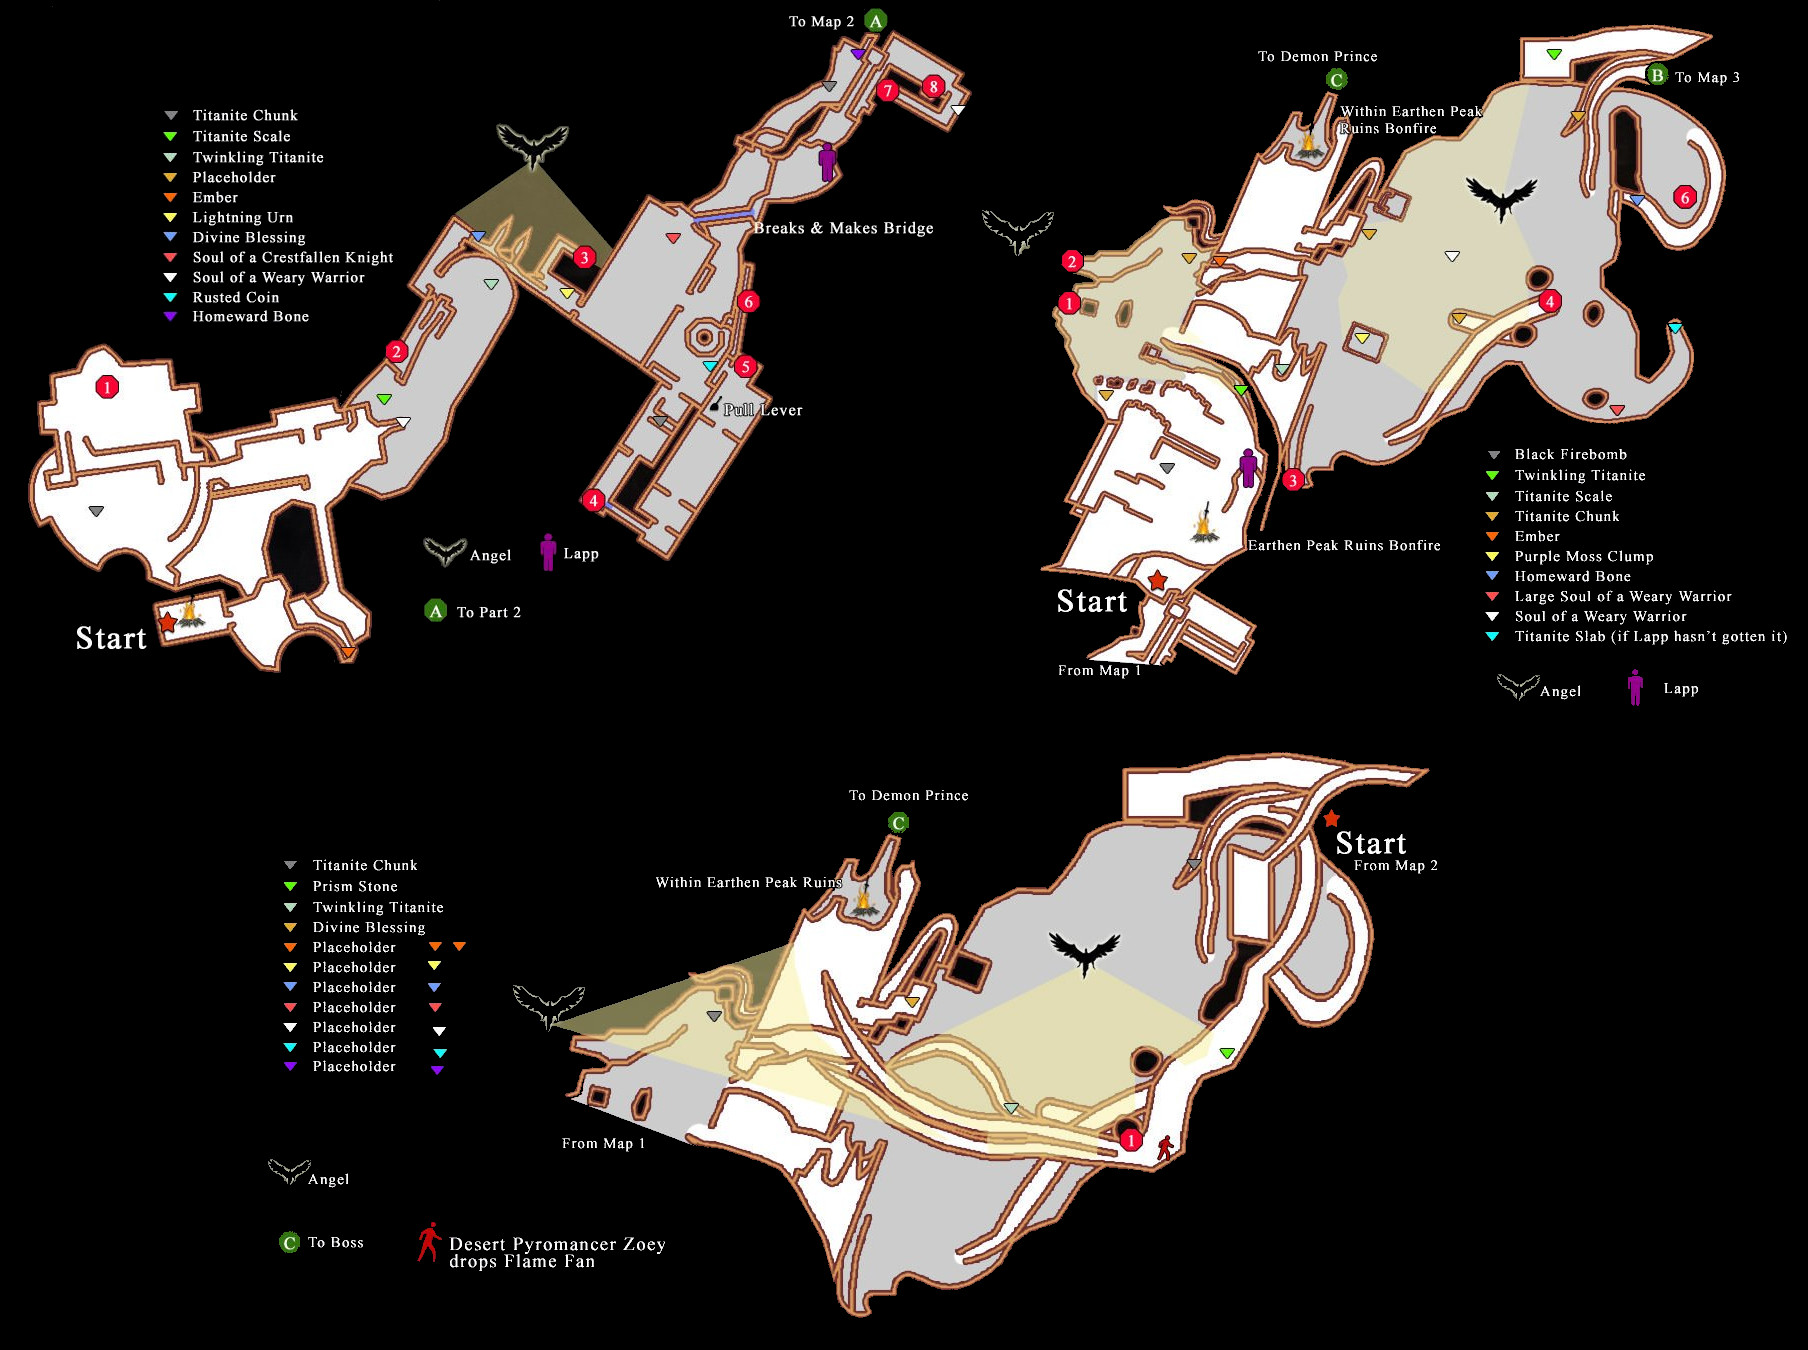 To Map 2
A
Titanite Chunk
Titanite Scale
Twinkling Titanite
Placeholder
Ember
Lightning Urn
Divine Blessing
Soul of a Crestfallen Knight
Soul of a Weary Warrior
Rusted Coin
Homeward Bone
7
8
Breaks & Makes Bridge
3
6
2
5
1
Pull Lever
4
Angel
Lapp
A
To Part 2
Start
To Demon Prince
C
B
To Map 3
Within Earthen Peak
Ruins Bonfire
6
2
1
4
3
Earthen Peak Ruins Bonfire
Start
From Map 1
Black Firebomb
Twinkling Titanite
Titanite Scale
Titanite Chunk
Ember
Purple Moss Clump
Homeward Bone
Large Soul of a Weary Warrior
Soul of a Weary Warrior
Titanite Slab (if Lapp hasn't gotten it)
Angel
Lapp
To Demon Prince
C
Start
From Map 2
Within Earthen Peak Ruins
Titanite Chunk
Prism Stone
Twinkling Titanite
Divine Blessing
Placeholder
Placeholder
Placeholder
Placeholder
Placeholder
Placeholder
Placeholder
From Map 1
1
Angel
C
To Boss
Desert Pyromancer Zoey
drops Flame Fan